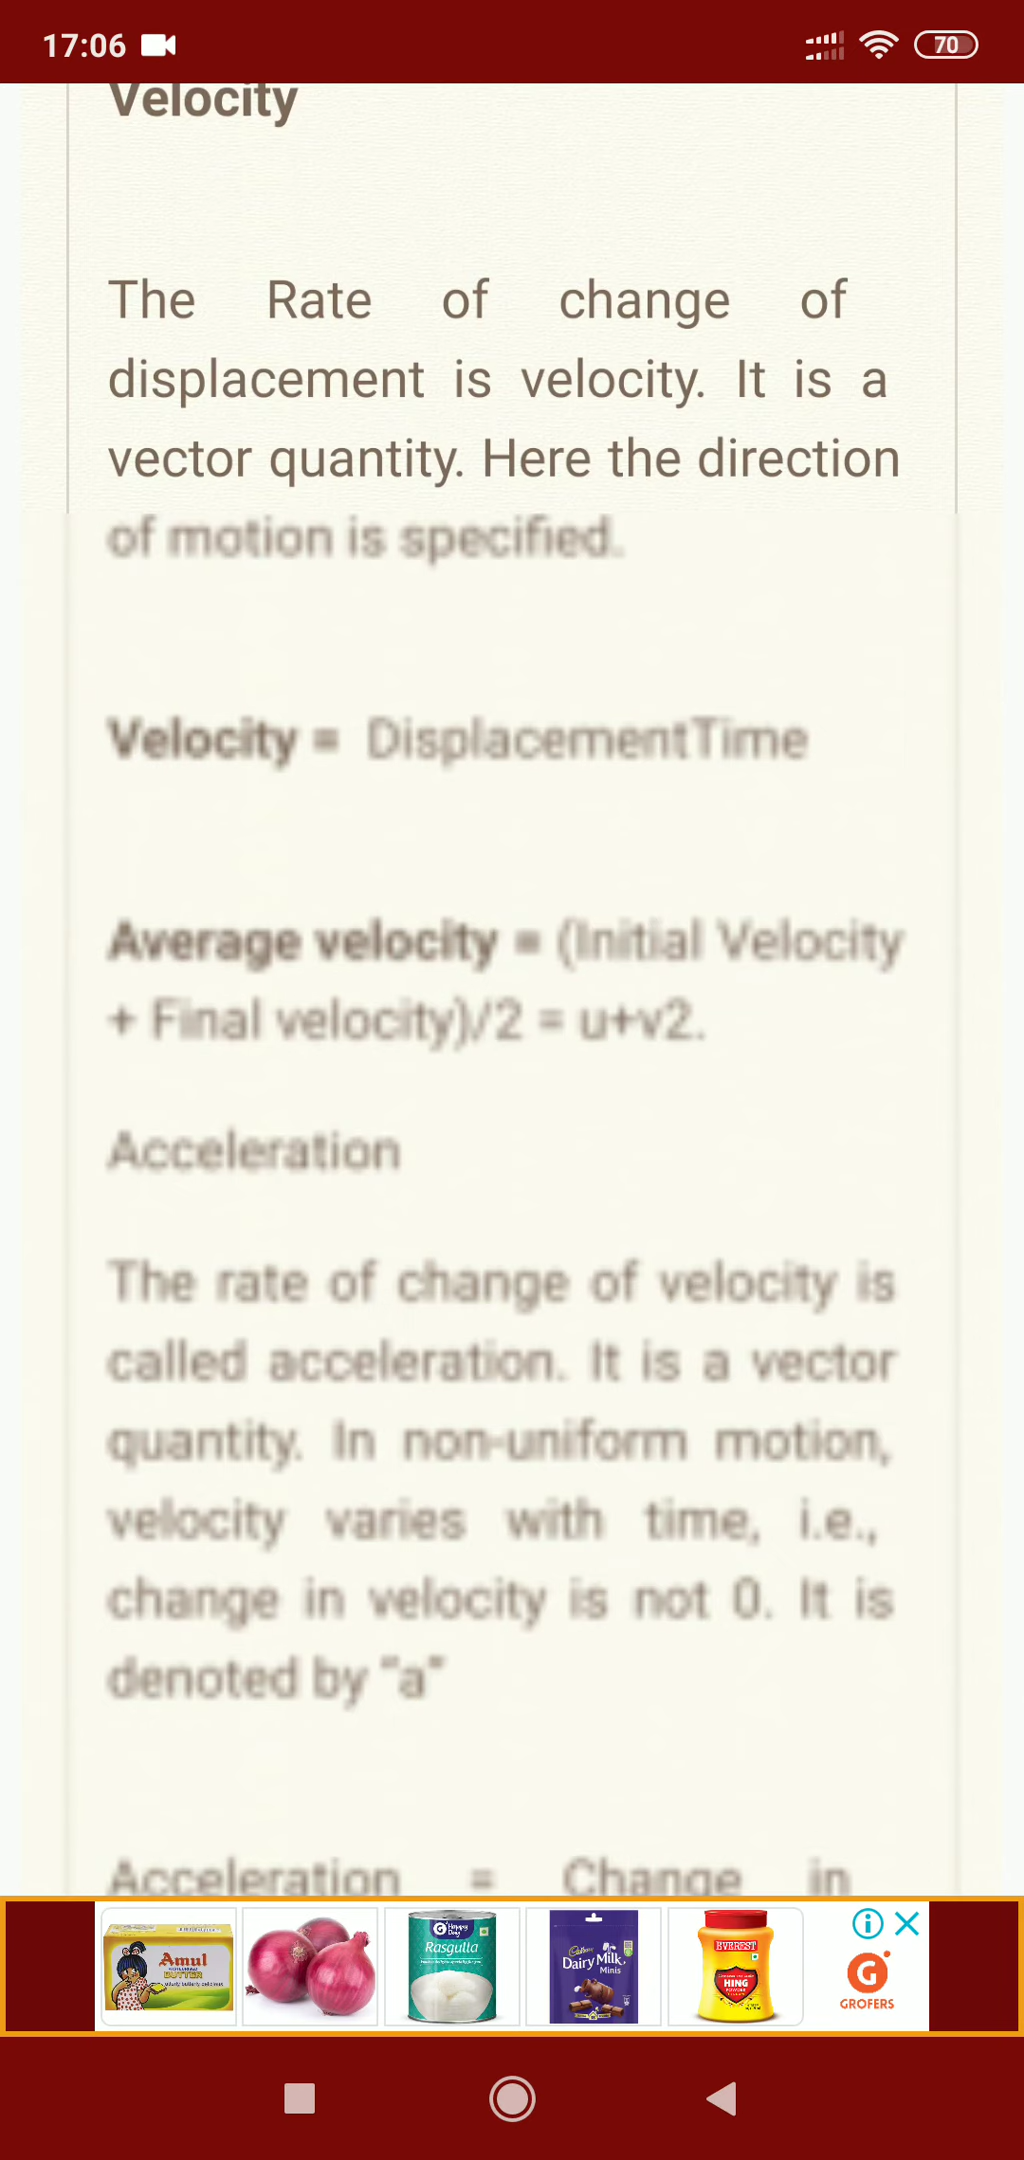 17:06
70
Velocity
The Rate of change of
displacement is velocity. It is a
vector quantity. Here the direction
of motion is specified.
Velocity = DisplacementTime
Average velocity = (Initial Velocity
+ Final velocity)/2 = u+v2.
Acceleration
The rate of change of velocity is
called acceleration. It is a vector
quantity. In non-uniform motion,
velocity varies with time, i.e.,
change in velocity is not 0. It is
denoted by "a"
Acceleration = Change in
Amul
BUTTER
G Happy Day
Rasgulla
Cadbury
Dairy Milk
Minis
EVEREST
HING
G
GROFERS